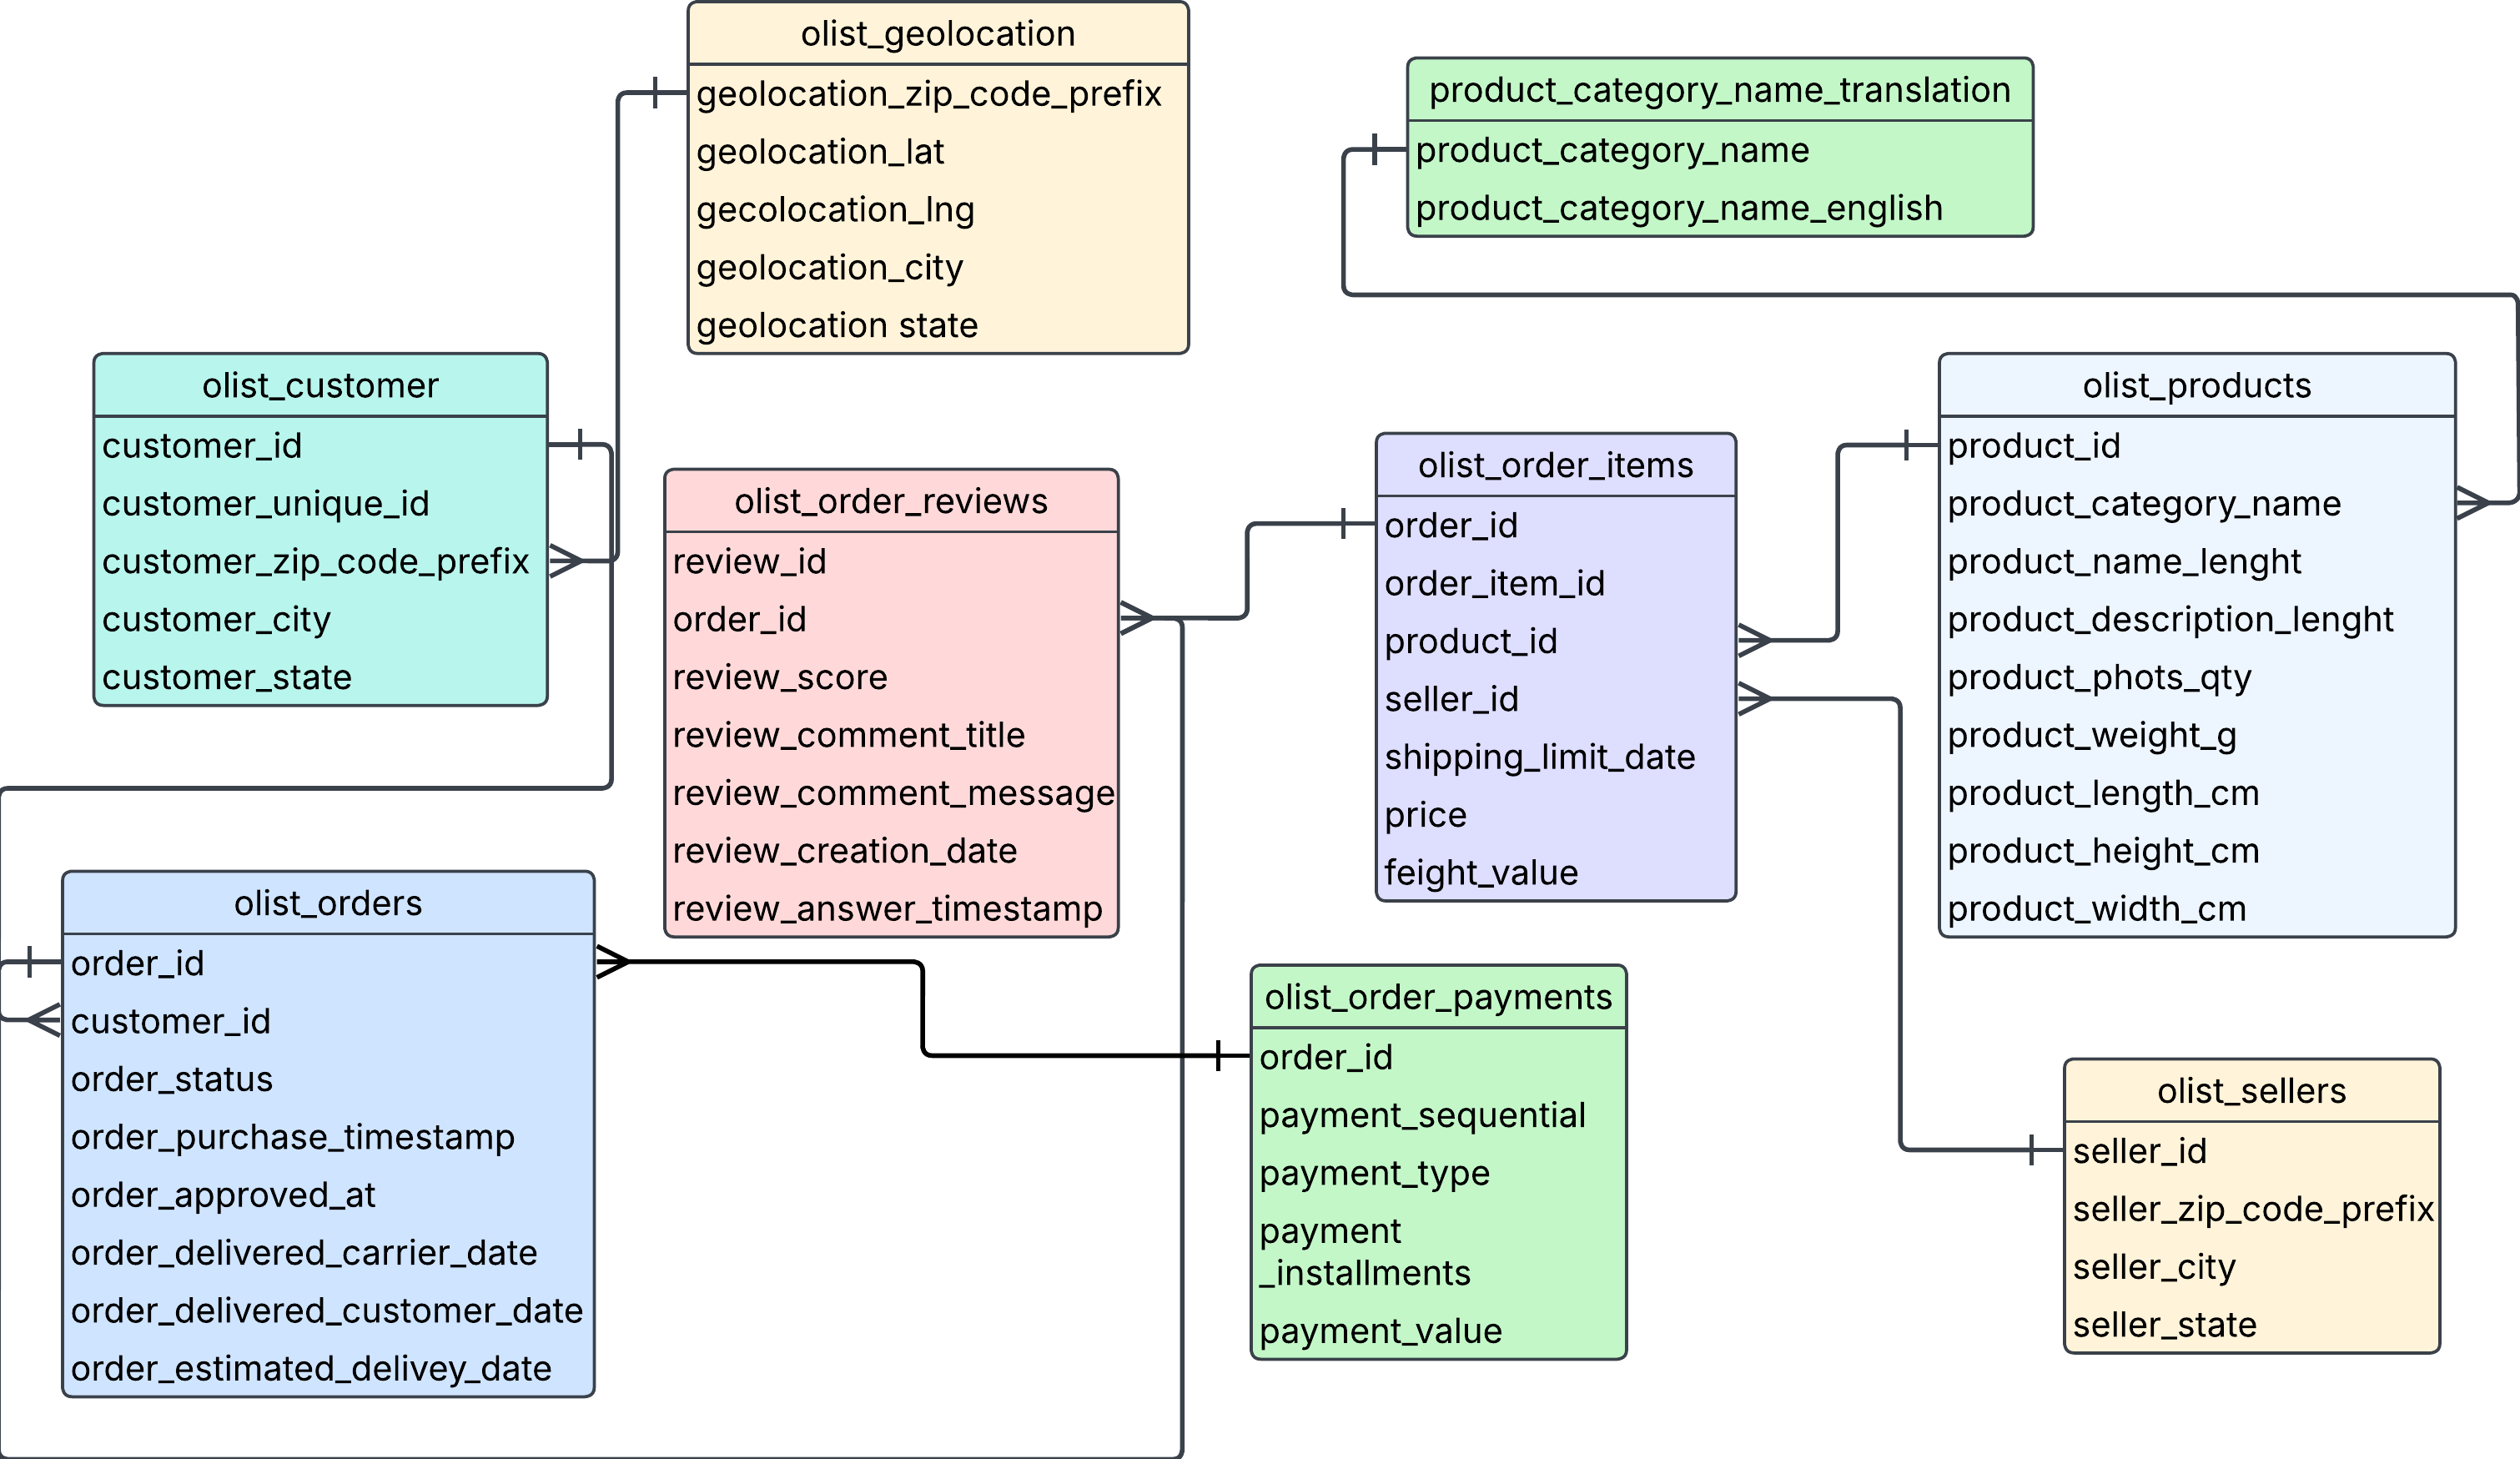 olist_geolocation
geolocation_zip_code_prefix
geolocation_lat
gecolocation_lng
geolocation_city
geolocation state
product_category_name_translation
product_category_name
product_category_name_english
olist_customer
customer_id
customer_unique_id
customer_zip_code_prefix
customer_city
customer_state
olist_order_reviews
review_id
order_id
review_score
review_comment_title
review_comment_message
review_creation_date
review_answer_timestamp
olist_order_items
order_id
order_item_id
product_id
seller_id
shipping_limit_date
price
feight_value
olist_products
product_id
product_category_name
product_name_lenght
product_description_lenght
product_phots_qty
product_weight_g
product_length_cm
product_height_cm
product_width_cm
olist_orders
order_id
customer_id
order_status
order_purchase_timestamp
order_approved_at
order_delivered_carrier_date
order_delivered_customer_date
order_estimated_delivey_date
olist_order_payments
order_id
payment_sequential
payment_type
payment
_installments
payment_value
olist_sellers
seller_id
seller_zip_code_prefix
seller_city
seller_state